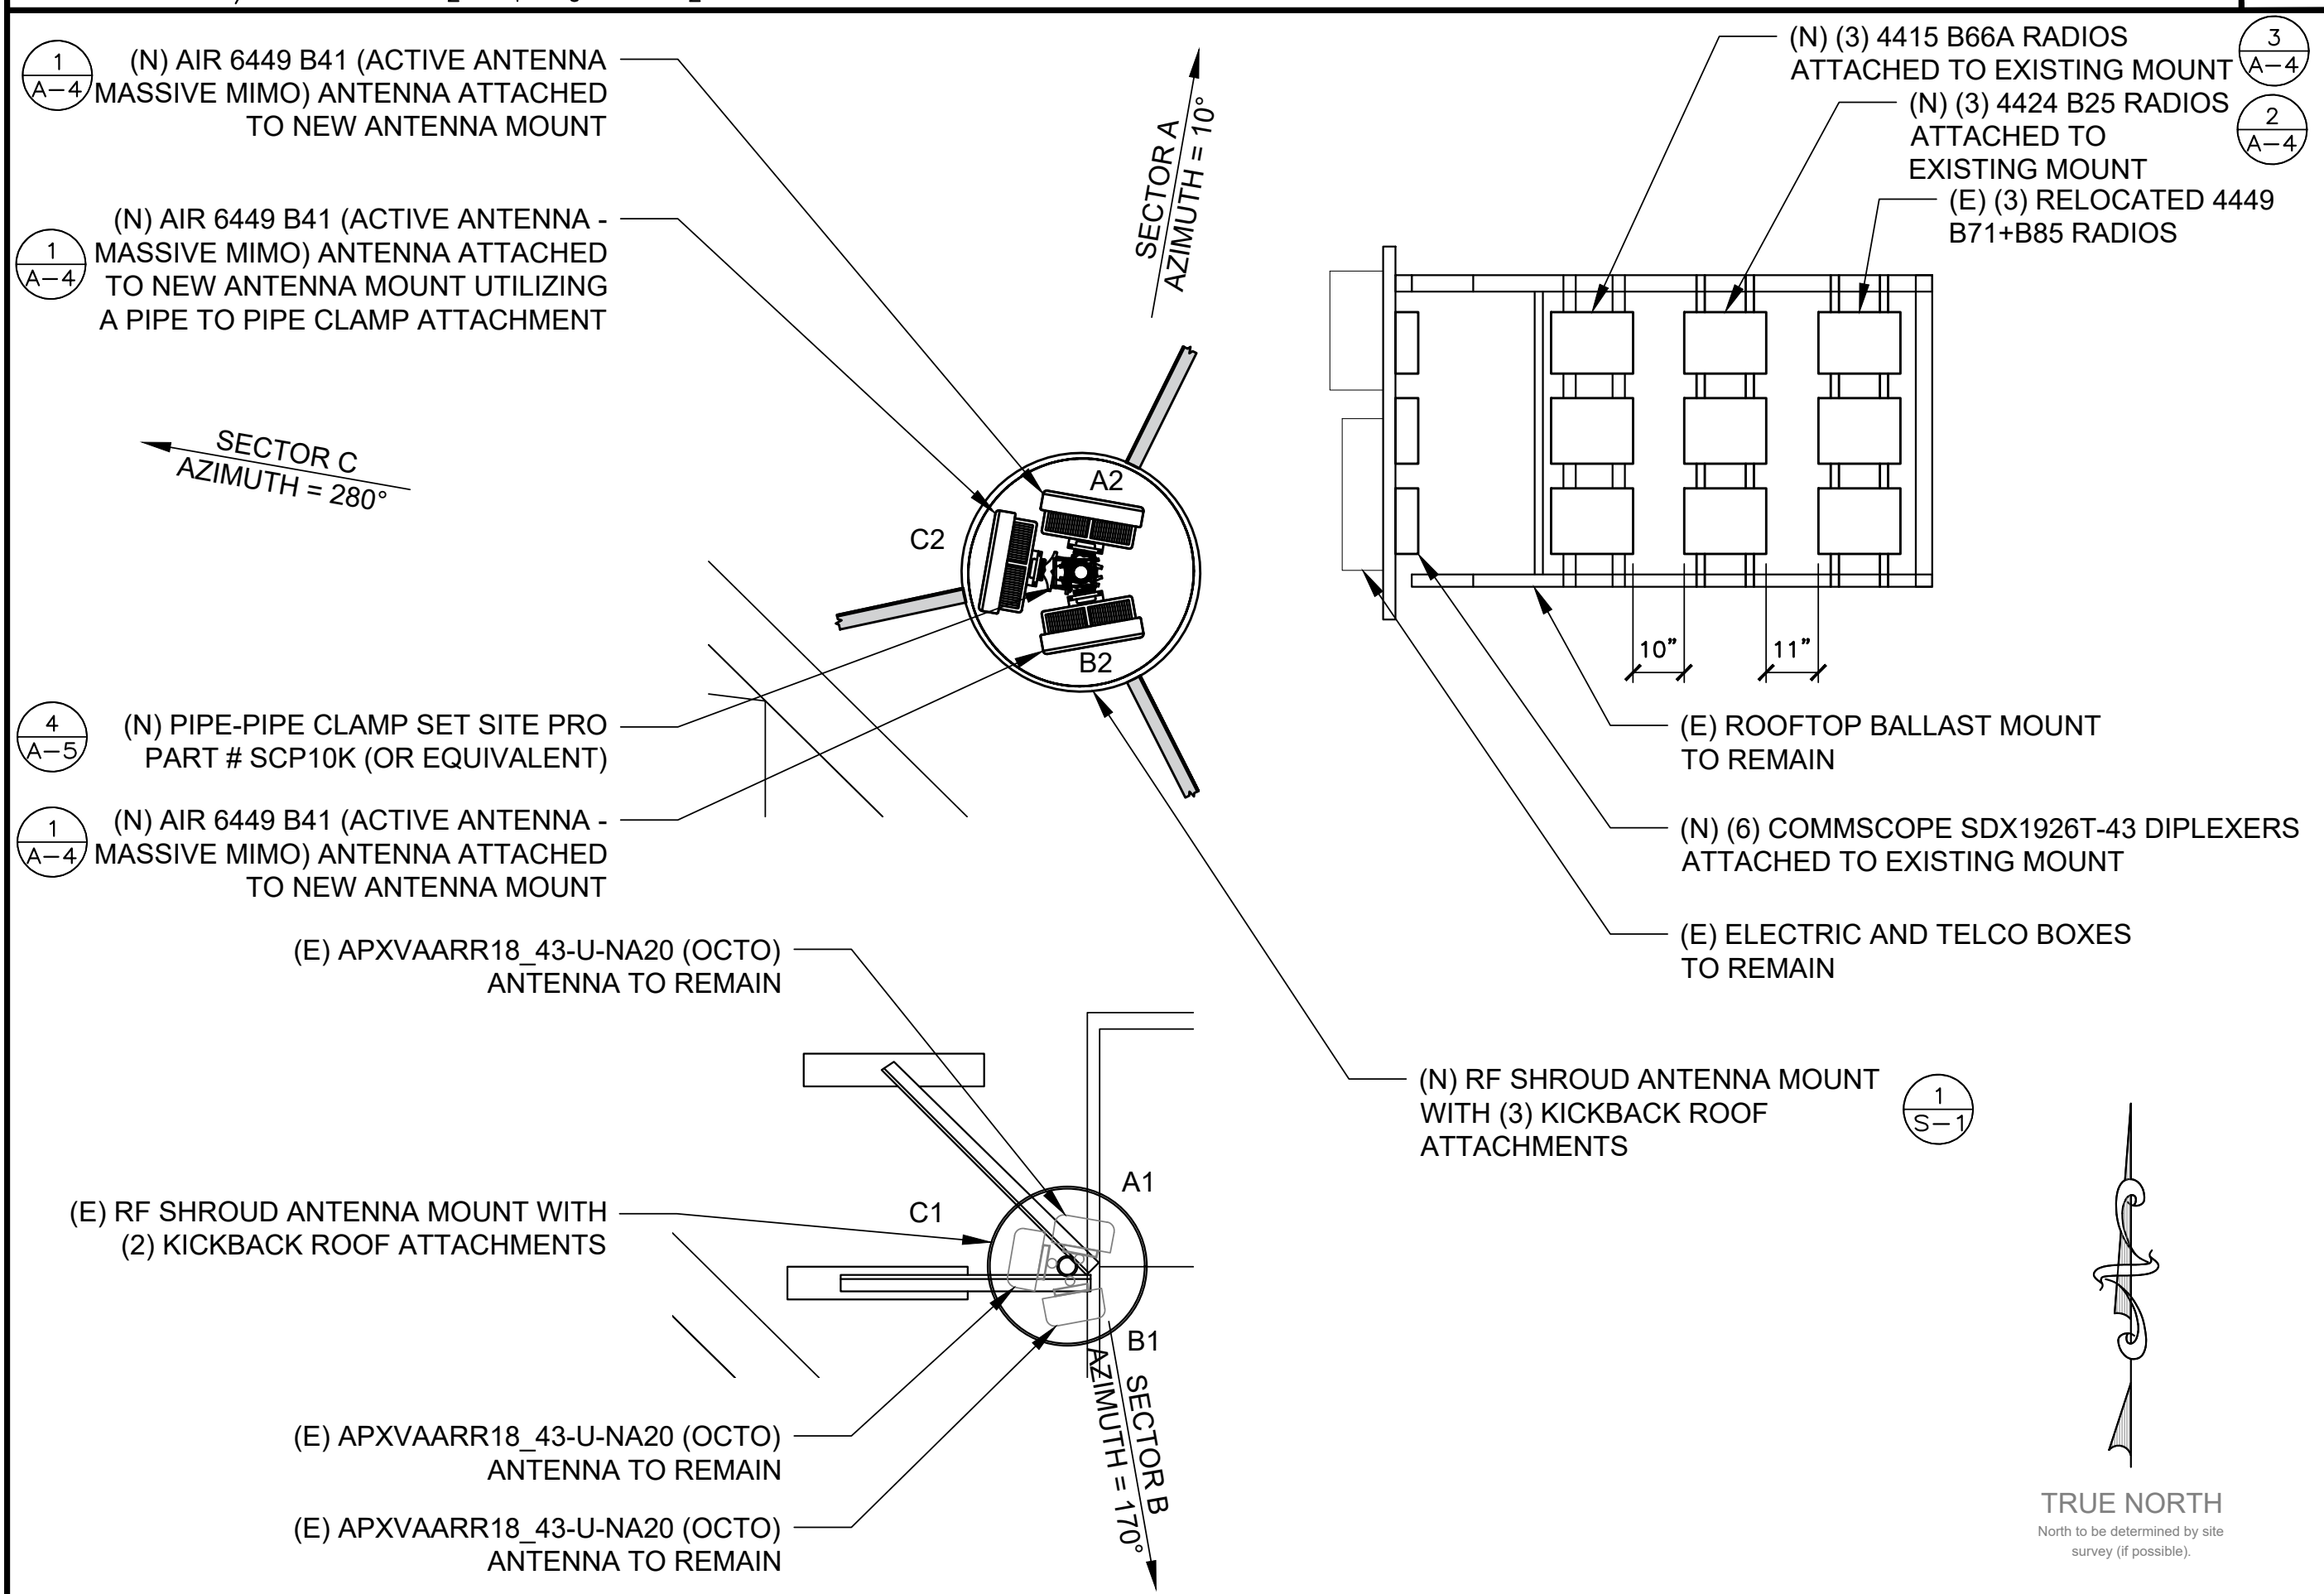 1
A-4
(N) AIR 6449 B41 (ACTIVE ANTENNA
MASSIVE MIMO) ANTENNA ATTACHED
TO NEW ANTENNA MOUNT
1
A-4
(N) AIR 6449 B41 (ACTIVE ANTENNA -
MASSIVE MIMO) ANTENNA ATTACHED
TO NEW ANTENNA MOUNT UTILIZING
A PIPE TO PIPE CLAMP ATTACHMENT
SECTOR A
AZIMUTH = 10°
SECTOR C
AZIMUTH = 280°
A2
C2
B2
4
A-5
(N) PIPE-PIPE CLAMP SET SITE PRO
PART # SCP10K (OR EQUIVALENT)
1
A-4
(N) AIR 6449 B41 (ACTIVE ANTENNA -
MASSIVE MIMO) ANTENNA ATTACHED
TO NEW ANTENNA MOUNT
(N) (3) 4415 B66A RADIOS
ATTACHED TO EXISTING MOUNT
3
A-4
(N) (3) 4424 B25 RADIOS
ATTACHED TO
EXISTING MOUNT
2
A-4
(E) (3) RELOCATED 4449
B71+B85 RADIOS
10”
11”
(E) ROOFTOP BALLAST MOUNT
TO REMAIN
(N) (6) COMMSCOPE SDX1926T-43 DIPLEXERS
ATTACHED TO EXISTING MOUNT
(E) ELECTRIC AND TELCO BOXES
TO REMAIN
(N) RF SHROUD ANTENNA MOUNT
WITH (3) KICKBACK ROOF
ATTACHMENTS
1
S-1
(E) APXVAARR18_43-U-NA20 (OCTO)
ANTENNA TO REMAIN
(E) RF SHROUD ANTENNA MOUNT WITH
(2) KICKBACK ROOF ATTACHMENTS
C1
A1
B1
SECTOR B
AZIMUTH = 170°
(E) APXVAARR18_43-U-NA20 (OCTO)
ANTENNA TO REMAIN
(E) APXVAARR18_43-U-NA20 (OCTO)
ANTENNA TO REMAIN
TRUE NORTH
North to be determined by site
survey (if possible).